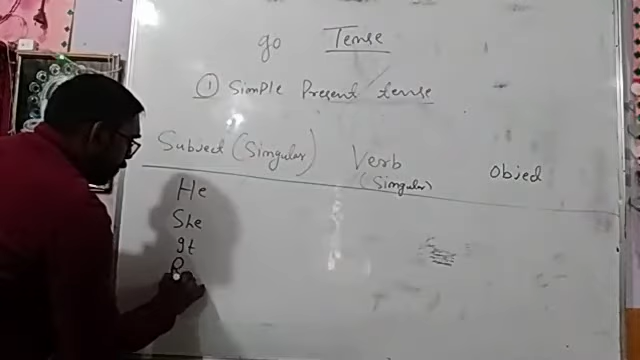 go Tense
① Simple Present tense
Subject (Singular) Verb (Singular) Object
He
She
It